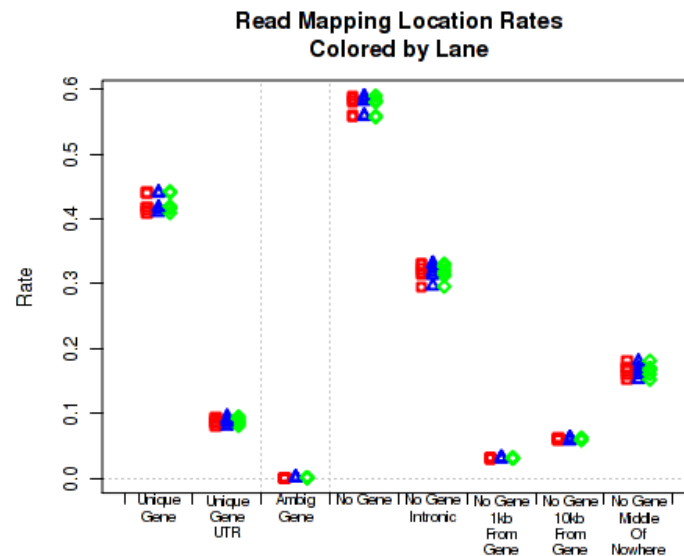 Read Mapping Location Rates
Colored by Lane
Rate
0.6
0.5
0.4
0.3
0.2
0.1
0.0
Unique
Gene
Unique
Gene
UTR
Ambig
Gene
No Gene
No Gene
Intronic
No Gene
1kb
From
Gene
No Gene
10kb
From
Gene
No Gene
Middle
Of
Nowhere